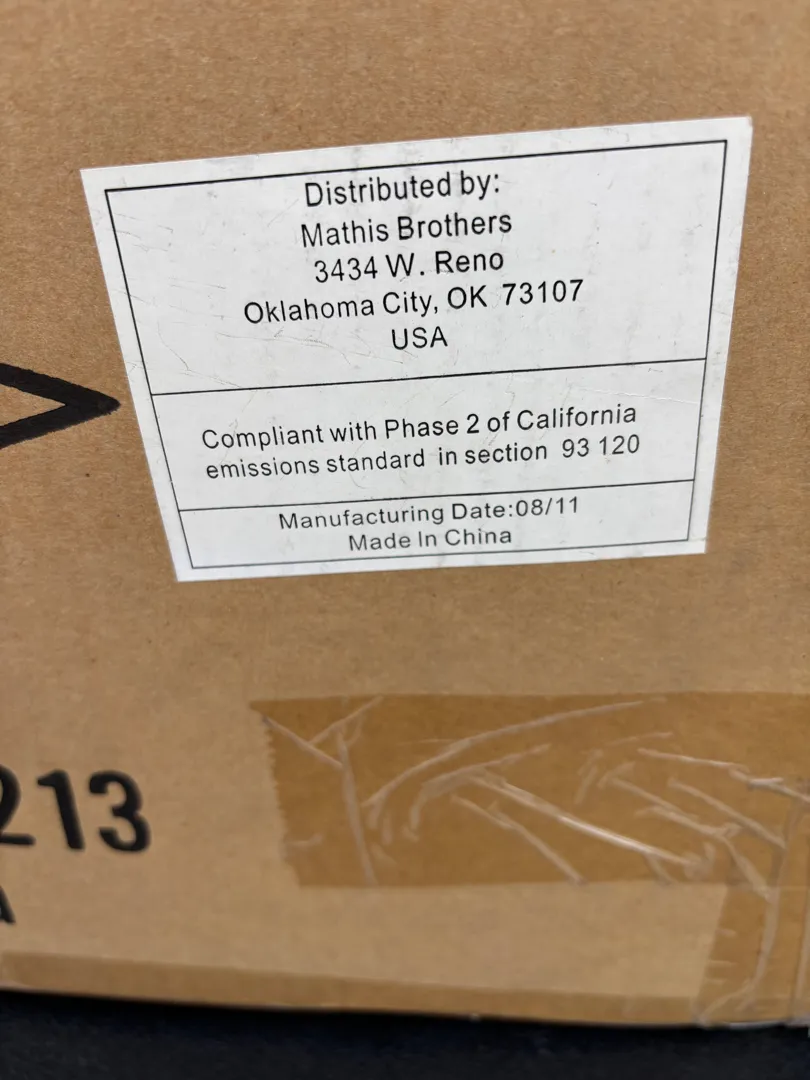 Distributed by:
Mathis Brothers
3434 W. Reno
Oklahoma City, OK 73107
USA
Compliant with Phase 2 of California
emissions standard in section 93 120
Manufacturing Date:08/11
Made In China
213